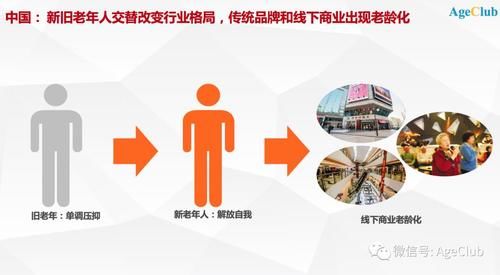 中国：新旧老年人交替改变行业格局，传统品牌和线下商业出现老龄化
AgeClub
旧老年：单调压抑
新老年人：解放自我
线下商业老龄化
微信号: AgeClub